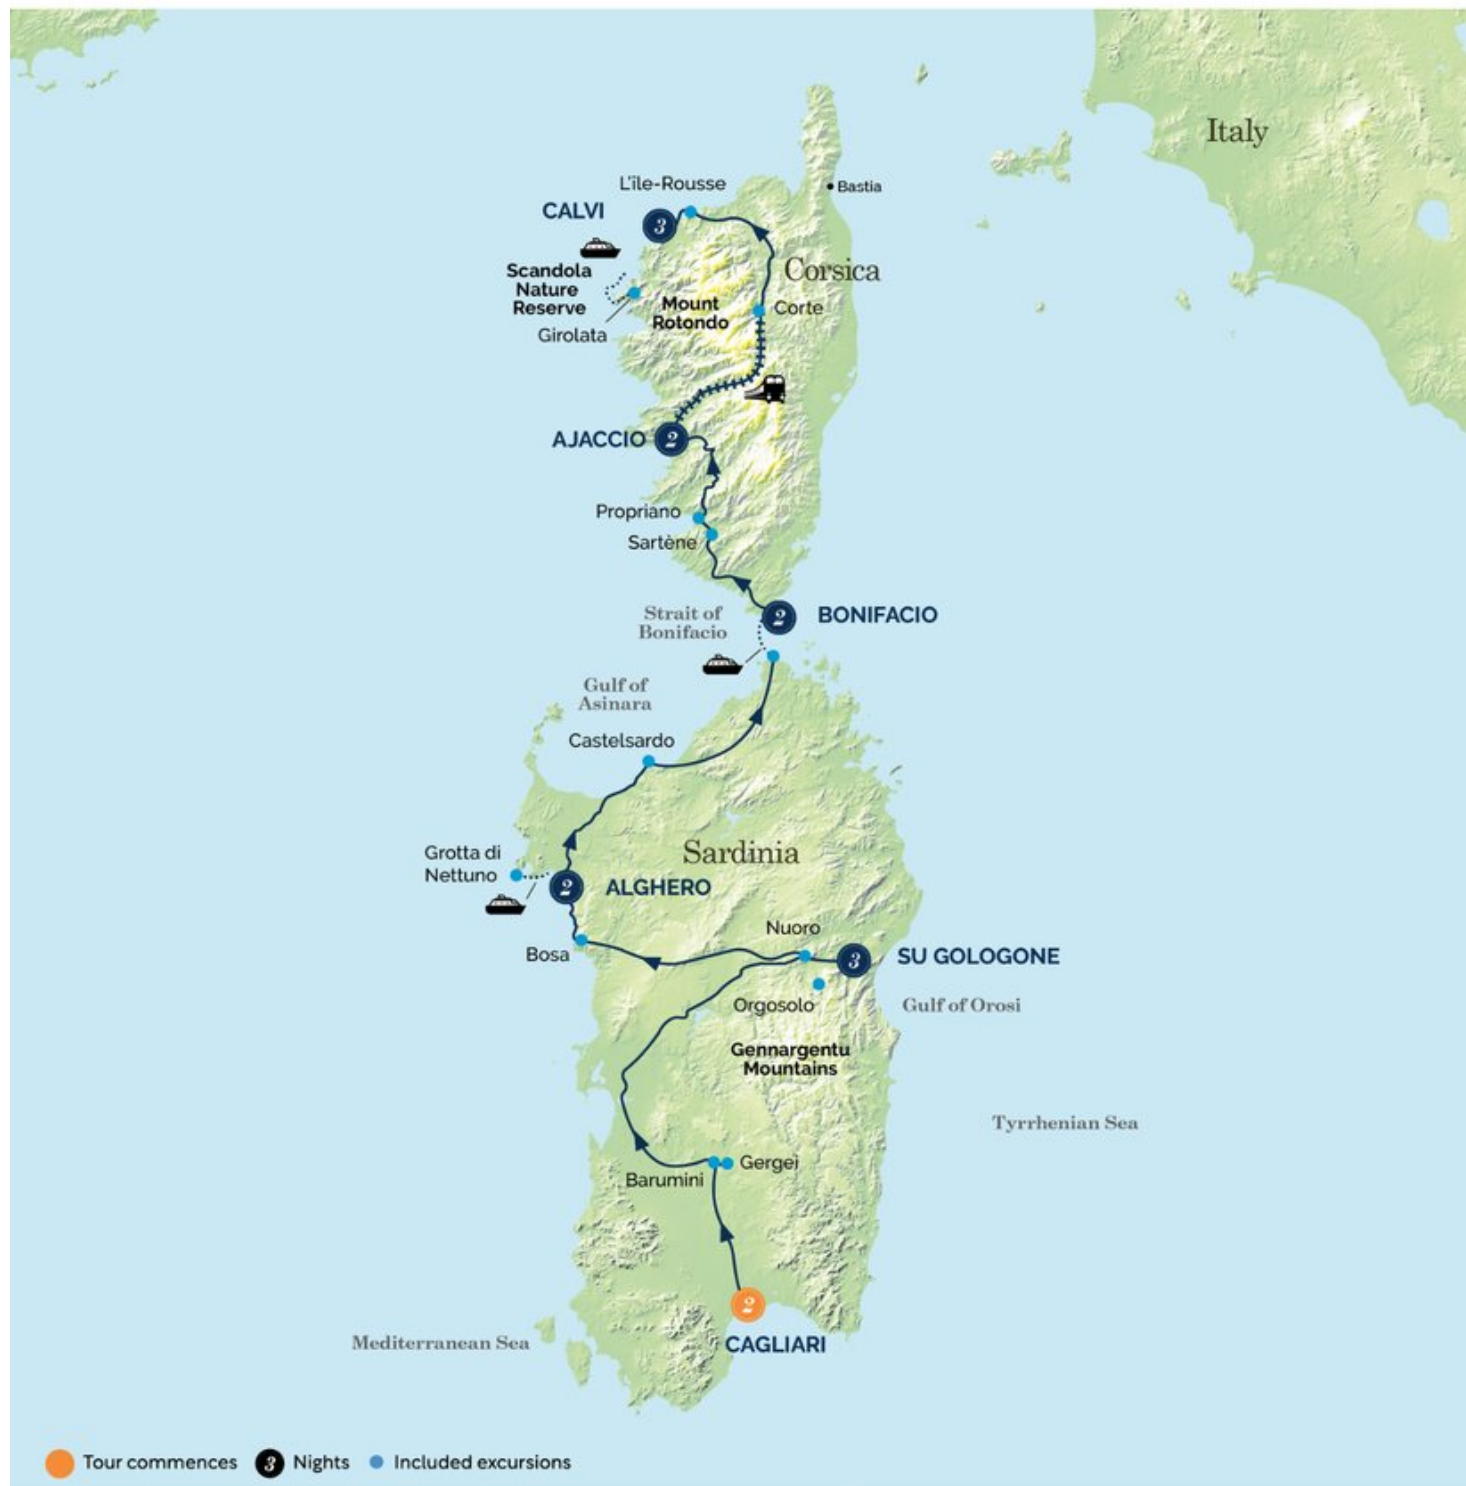 Italy
Bastia
L'île-Rousse
CALVI
3
Corsica
Scandola
Nature
Reserve
Mount
Rotondo
Corte
Girolata
AJACCIO
2
Propriano
Sartène
Strait of
Bonifacio
2
BONIFACIO
Gulf of
Asinara
Castelsardo
Sardinia
Grotta di
Nettuno
2
ALGHERO
Nuoro
Bosa
3
SU GOLOGONE
Orgosolo
Gulf of Orosi
Gennargentu
Mountains
Tyrrhenian Sea
Gergei
Barumini
2
CAGLIARI
Mediterranean Sea
Tour commences
3
Nights
Included excursions